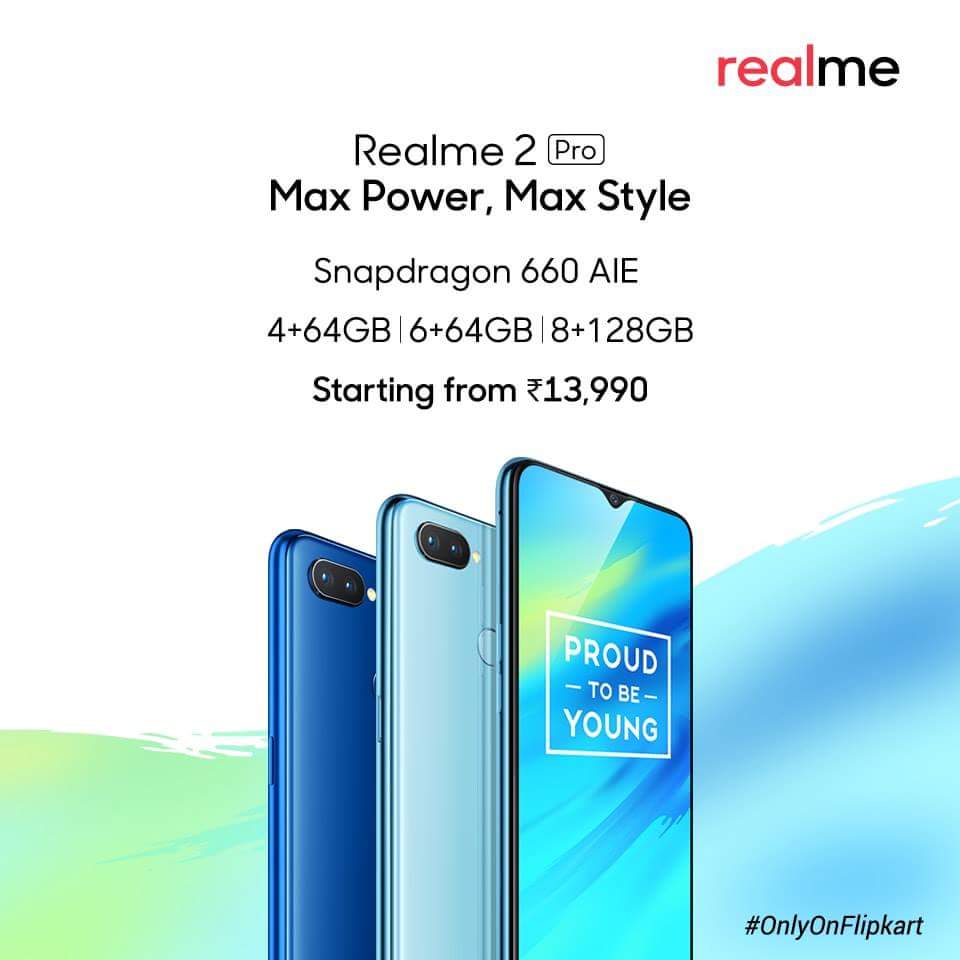 realme
Realme 2 Pro
Max Power, Max Style
Snapdragon 660 AIE
4+64GB | 6+64GB | 8+128GB
Starting from ₹13,990
PROUD
– TO BE –
YOUNG
#OnlyOnFlipkart